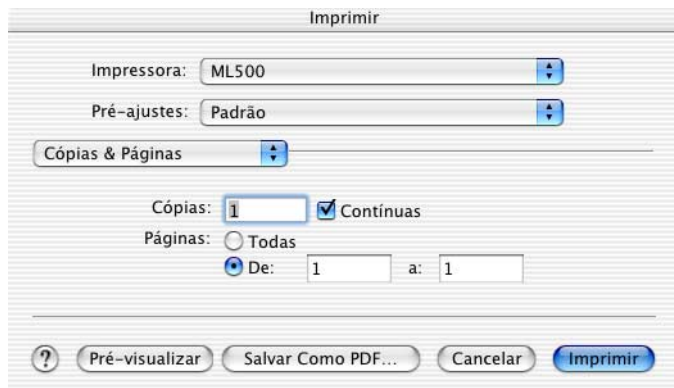 Imprimir
Impressora: ML500
Pré-ajustes: Padrão
Cópias & Páginas
Cópias: 1 Contínuas
Páginas: Todas
De: 1 a: 1
? Pré-visualizar Salvar Como PDF... Cancelar Imprimir